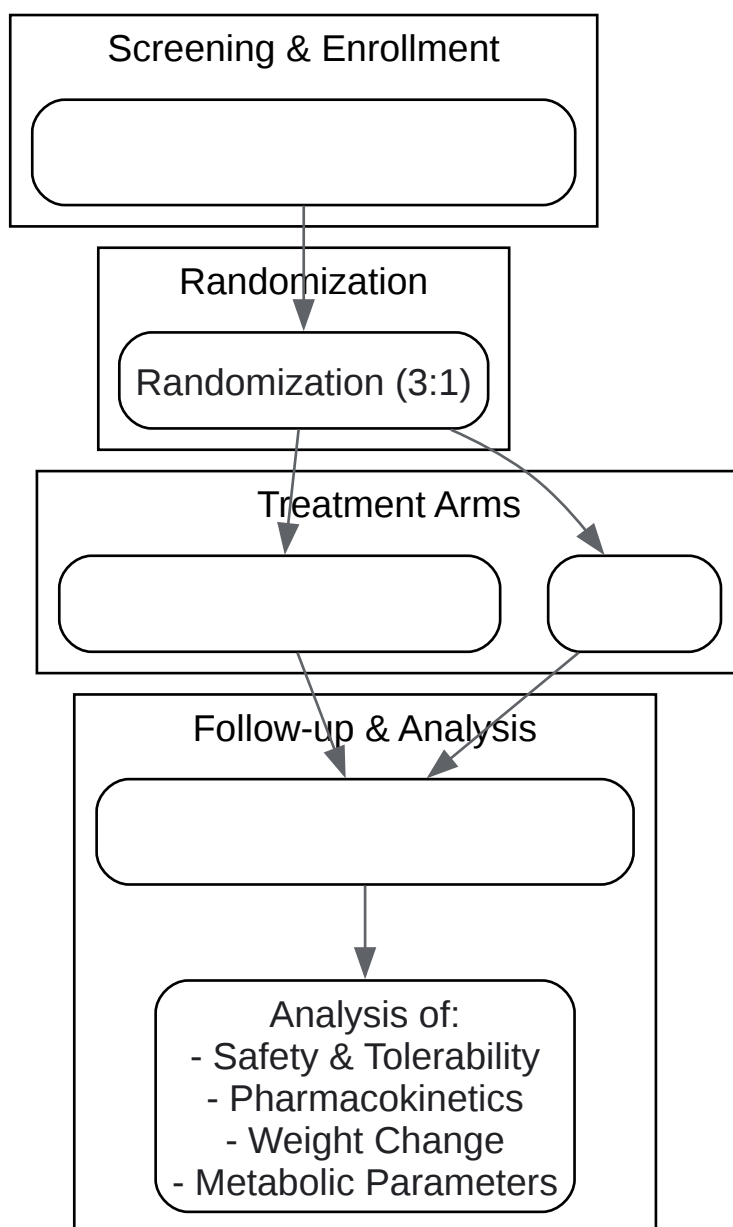 Screening & Enrollment
Randomization
Randomization (3:1)
Treatment Arms
Follow-up & Analysis
Analysis of:
- Safety & Tolerability
- Pharmacokinetics
- Weight Change
- Metabolic Parameters